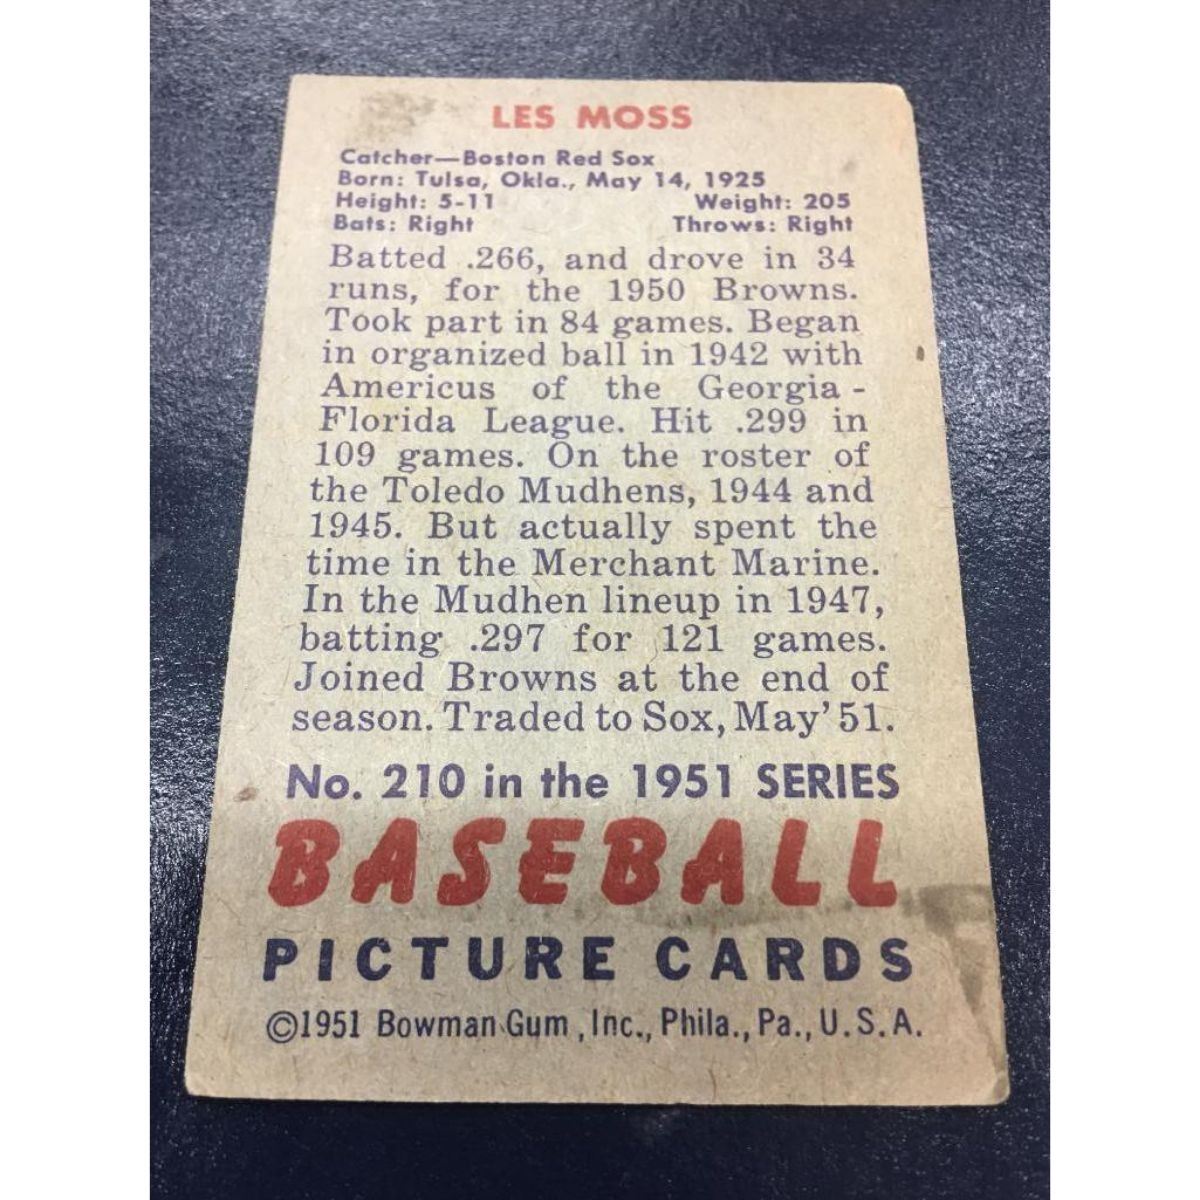 LES MOSS
Catcher—Boston Red Sox
Born: Tulsa, Okla., May 14, 1925
Height: 5-11 Weight: 205
Bats: Right Throws: Right
Batted .266, and drove in 34
runs, for the 1950 Browns.
Took part in 84 games. Began
in organized ball in 1942 with
Americus of the Georgia-
Florida League. Hit .299 in
109 games. On the roster of
the Toledo Mudhens, 1944 and
1945. But actually spent the
time in the Merchant Marine.
In the Mudhen lineup in 1947,
batting .297 for 121 games.
Joined Browns at the end of
season. Traded to Sox, May '51.
No. 210 in the 1951 SERIES
BASEBALL
PICTURE CARDS
©1951 Bowman Gum, Inc., Phila., Pa., U.S.A.